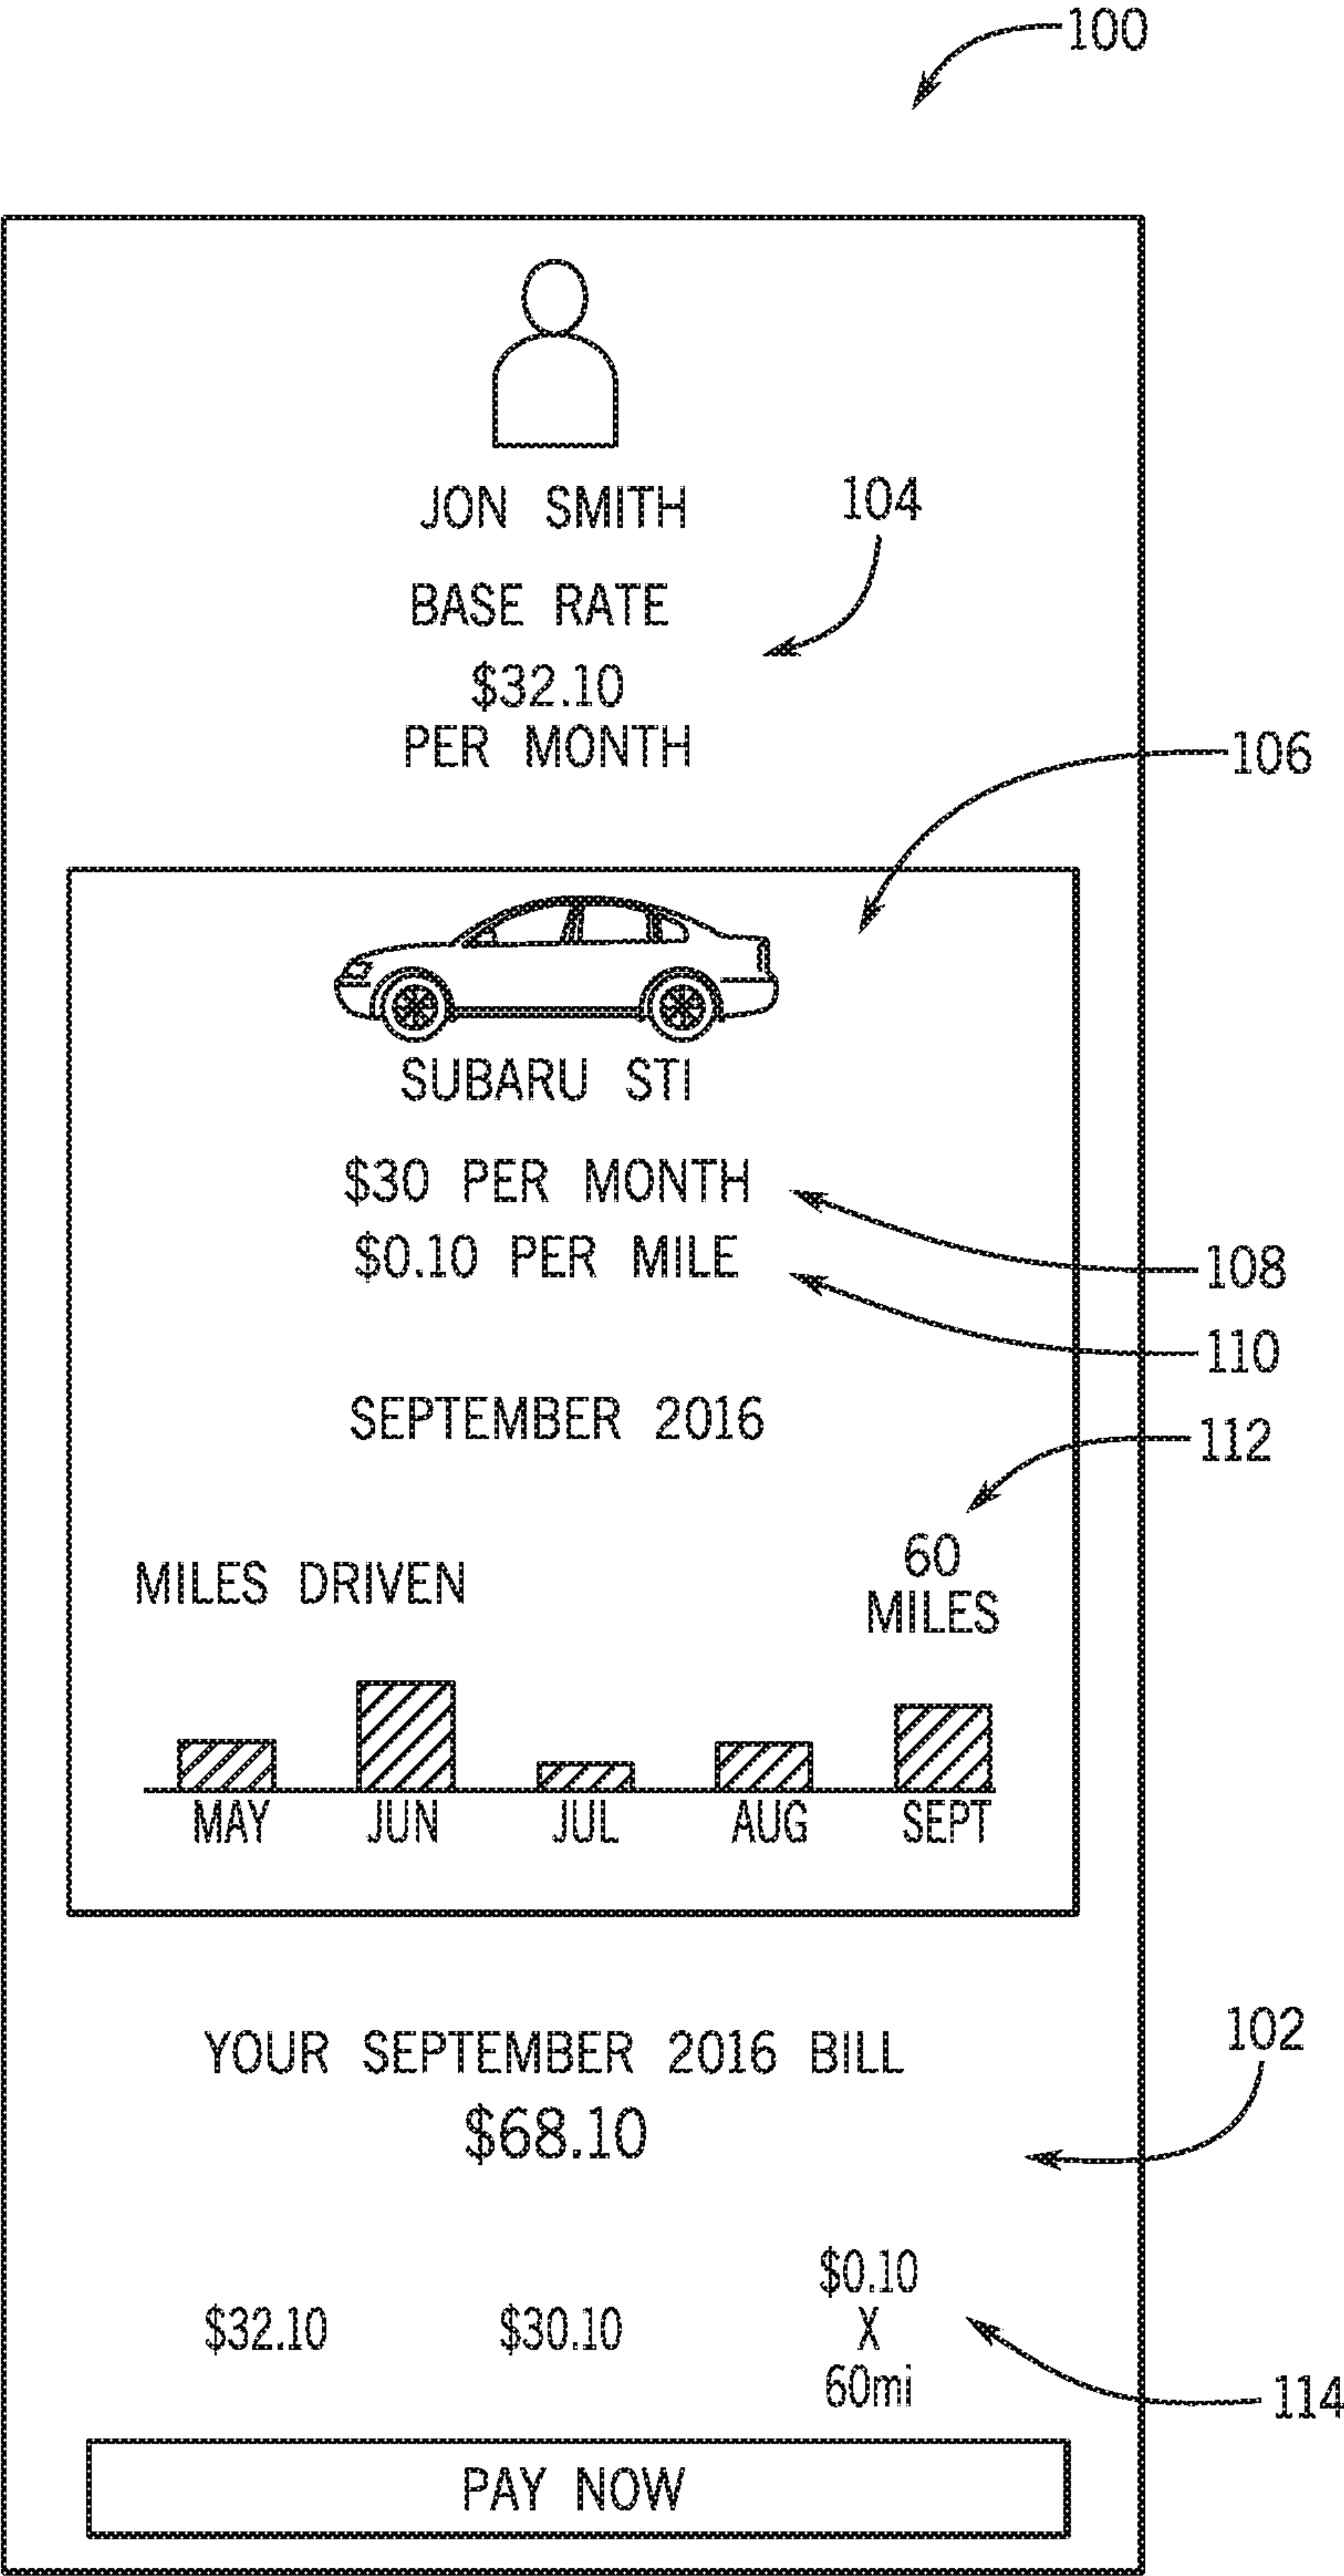 100
JON SMITH
104
BASE RATE
$32.10
PER MONTH
106
SUBARU STI
$30 PER MONTH
$0.10 PER MILE
108
110
SEPTEMBER 2016
112
60
MILES DRIVEN
MILES
MAY JUN JUL AUG SEPT
102
YOUR SEPTEMBER 2016 BILL
$68.10
$0.10
$32.10 $30.10 X
60mi
114
PAY NOW